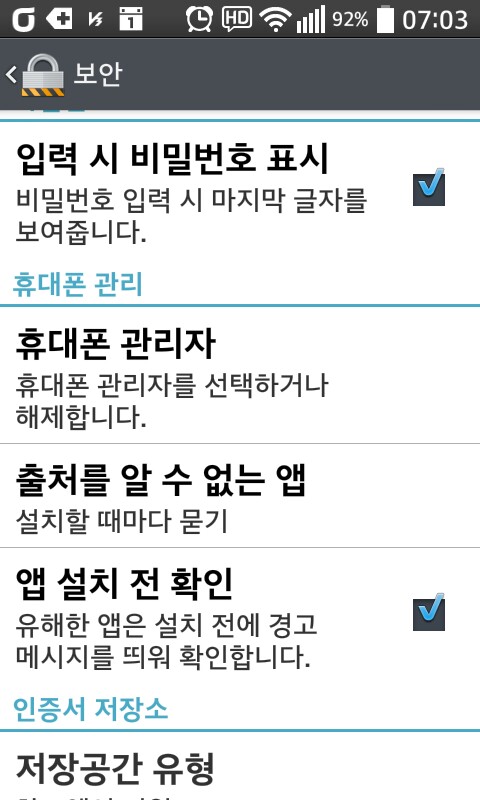 92% 07:03
보안
입력 시 비밀번호 표시
비밀번호 입력 시 마지막 글자를
보여줍니다.
휴대폰 관리
휴대폰 관리자
휴대폰 관리자를 선택하거나
해제합니다.
출처를 알 수 없는 앱
설치할 때마다 묻기
앱 설치 전 확인
유해한 앱은 설치 전에 경고
메시지를 띄워 확인합니다.
인증서 저장소
저장공간 유형